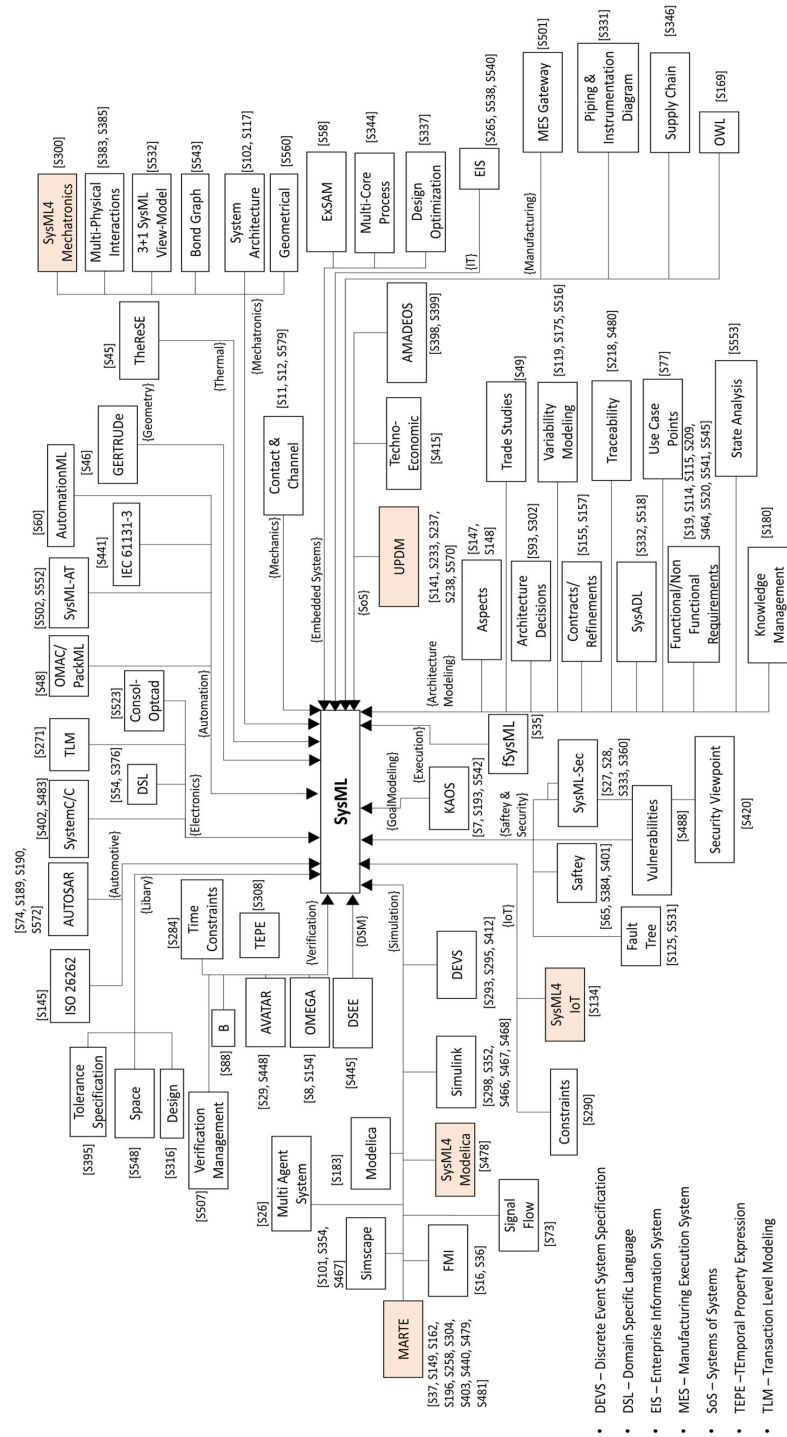 [S74, S189, S190,
S572]
[S145]
ISO 26262
AUTOSAR
{Automotive}
[S402, S483]
SystemC/C
[S271]
TLM
[S54, S376]
DSL
[S523]
Consol-
Optcad
{Electronics}
[S48]
OMAC/
PackML
[S502, S552]
SysML-AT
[S441]
IEC 61131-3
[S60]
AutomationML
{Automation}
[S46]
GERTRUDe
{Geometry}
[S45]
TheReSE
{Thermal}
SysML4
Mechatronics
[S300]
Multi-Physical
Interactions
[S383, S385]
3+1 SysML
View-Model
[S532]
Bond Graph
[S543]
System
Architecture
[S102, S117]
Geometrical
[S560]
{Mechatronics}
Contact &
Channel
[S11, S12, S579]
{Mechanics}
Tolerance
Specification
[S395]
Space
[S548]
Design
[S316]
{Libary}
Verification
Management
[S507]
Time
Constraints
[S284]
B
[S88]
TEPE
[S308]
AVATAR
[S29, S448]
OMEGA
[S8, S154]
{Verification}
DSEE
[S445]
{DSM}
SysML
ExSAM
[S58]
Multi-Core
Process
[S344]
Design
Optimization
[S337]
{Embedded Systems}
EIS
[S265, S538, S540]
{IT}
MES Gateway
[S501]
Piping &
Instrumentation
Diagram
[S331]
Supply Chain
[S346]
OWL
[S169]
{Manufacturing}
{SoS}
UPDM
[S141, S233, S237,
S238, S570]
Techno-
Economic
[S415]
AMADEOS
[S398, S399]
{Architecture
Modeling}
Aspects
[S147,
S148]
Trade Studies
[S49]
Architecture
Decisions
[S93, S302]
Variability
Modeling
[S119, S175, S516]
Contracts/
Refinements
[S155, S157]
Traceability
[S218, S480]
SysADL
[S332, S518]
Use Case
Points
[S77]
Functional/Non
Functional
Requirements
[S19, S114, S115, S209,
S464, S520, S541, S545]
State Analysis
[S553]
Knowledge
Management
[S180]
{Execution}
fSysML
[S35]
{GoalModeling}
KAOS
[S7, S193, S542]
{Saftey &
Security}
SysML-Sec
[S27, S28,
S333, S360]
Saftey
[S65, S384, S401]
Vulnerabilities
[S488]
Fault
Tree
[S125, S531]
Security Viewpoint
[S420]
{IoT}
SysML4
IoT
[S134]
Constraints
[S290]
{Simulation}
MARTE
[S37, S149, S162,
S196, S258, S304,
S403, S440, S479,
S481]
Simscape
[S101, S354,
S467]
FMI
[S16, S36]
Multi Agent
System
[S26]
Signal
Flow
[S73]
Modelica
[S183]
SysML4
Modelica
[S478]
Simulink
[S298, S352,
S466, S467, S468]
DEVS
[S293, S295, S412]
• DEVS – Discrete Event System Specification
• DSL – Domain Specific Language
• EIS – Enterprise Information System
• MES – Manufacturing Execution System
• SoS – Systems of Systems
• TEPE –TEmporal Property Expression
• TLM – Transaction Level Modeling